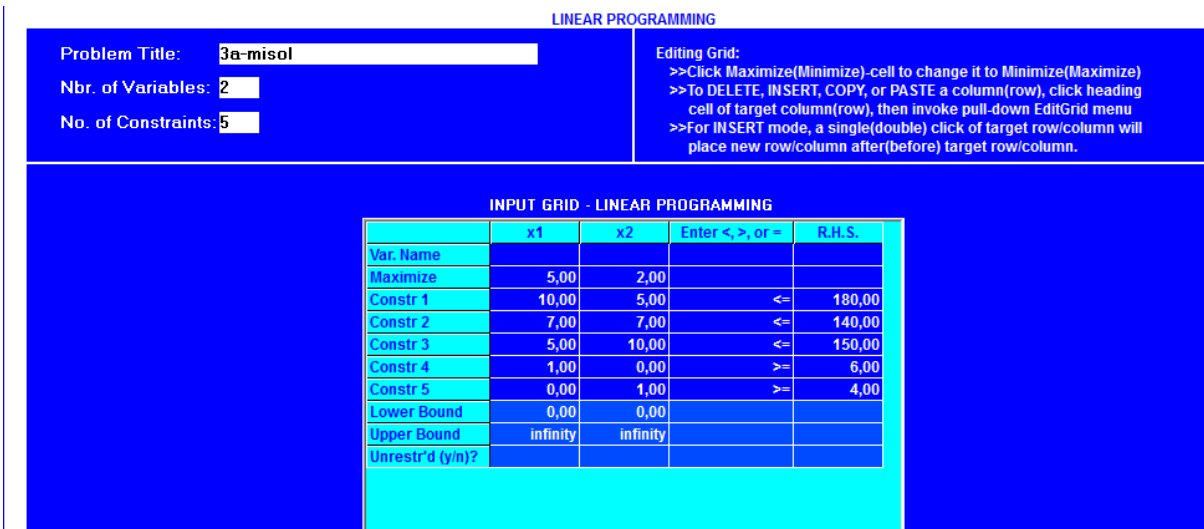 LINEAR PROGRAMMING
Problem Title: 3a-misol
Nbr. of Variables: 2
No. of Constraints: 5
Editing Grid:
>>Click Maximize(Minimize)-cell to change it to Minimize(Maximize)
>>To DELETE, INSERT, COPY, or PASTE a column(row), click heading
cell of target column(row), then invoke pull-down EditGrid menu
>>For INSERT mode, a single(double) click of target row/column will
place new row/column after(before) target row/column.
INPUT GRID - LINEAR PROGRAMMING
x1 x2 Enter <, >, or = R.H.S.
Var. Name
Maximize 5,00 2,00
Constr 1 10,00 5,00 <= 180,00
Constr 2 7,00 7,00 <= 140,00
Constr 3 5,00 10,00 <= 150,00
Constr 4 1,00 0,00 >= 6,00
Constr 5 0,00 1,00 >= 4,00
Lower Bound 0,00 0,00
Upper Bound infinity infinity
Unrestr'd (y/n)?